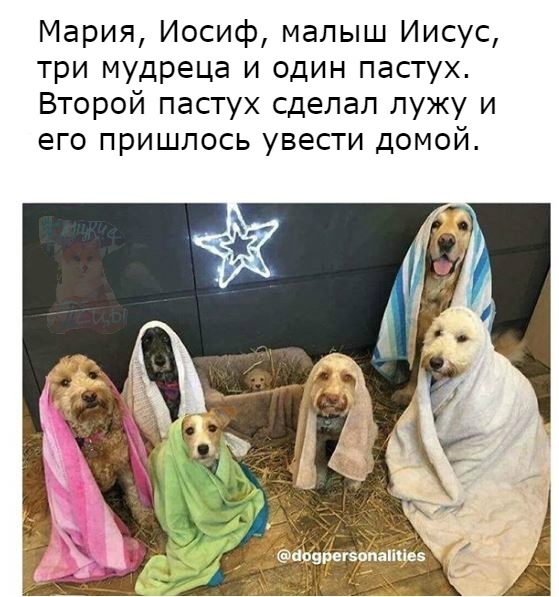 Мария, Иосиф, малыш Иисус,
три мудреца и один пастух.
Второй пастух сделал лужу и
его пришлось увести домой.
@dogpersonalities